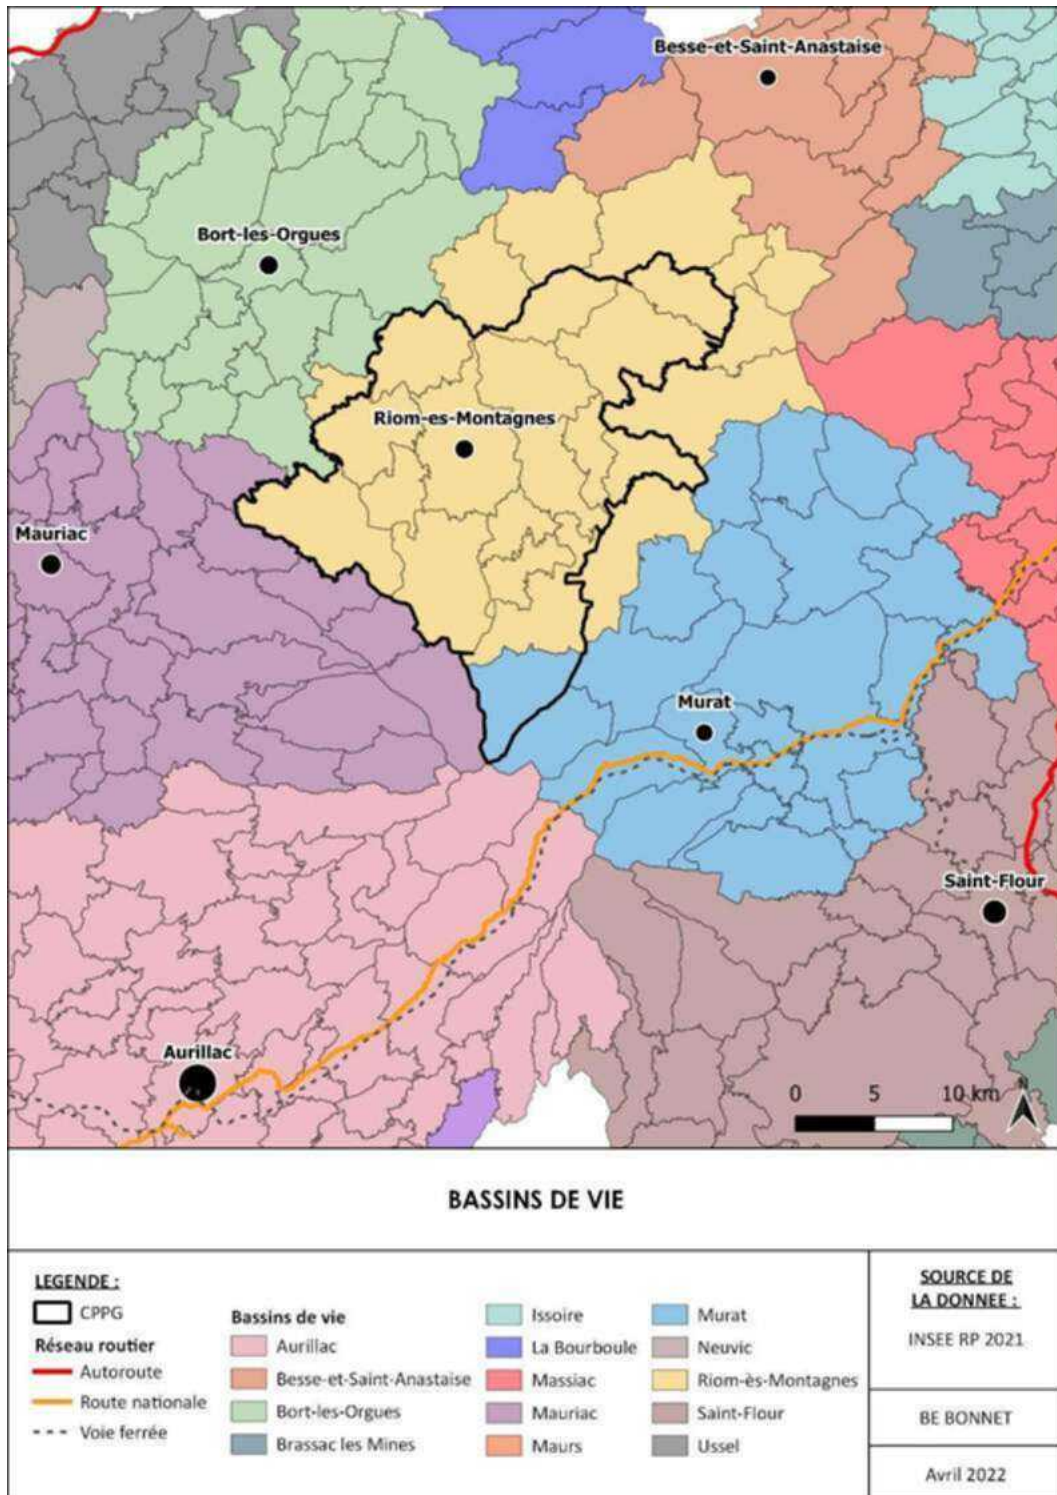 Besse-et-Saint-Anastaise
Bort-les-Orgues
Riom-es-Montagnes
Mauriac
Murat
Saint-Flour
Aurillac
0 5 10 km
N
BASSINS DE VIE
LEGENDE :
CPPG
Réseau routier
Autoroute
Route nationale
Voie ferrée
Bassins de vie
Aurillac
Besse-et-Saint-Anastaise
Bort-les-Orgues
Brassac les Mines
Issoire
La Bourboule
Massiac
Mauriac
Maurs
Murat
Neuvic
Riom-ès-Montagnes
Saint-Flour
Ussel
SOURCE DE
LA DONNEE :
INSEE RP 2021
BE BONNET
Avril 2022